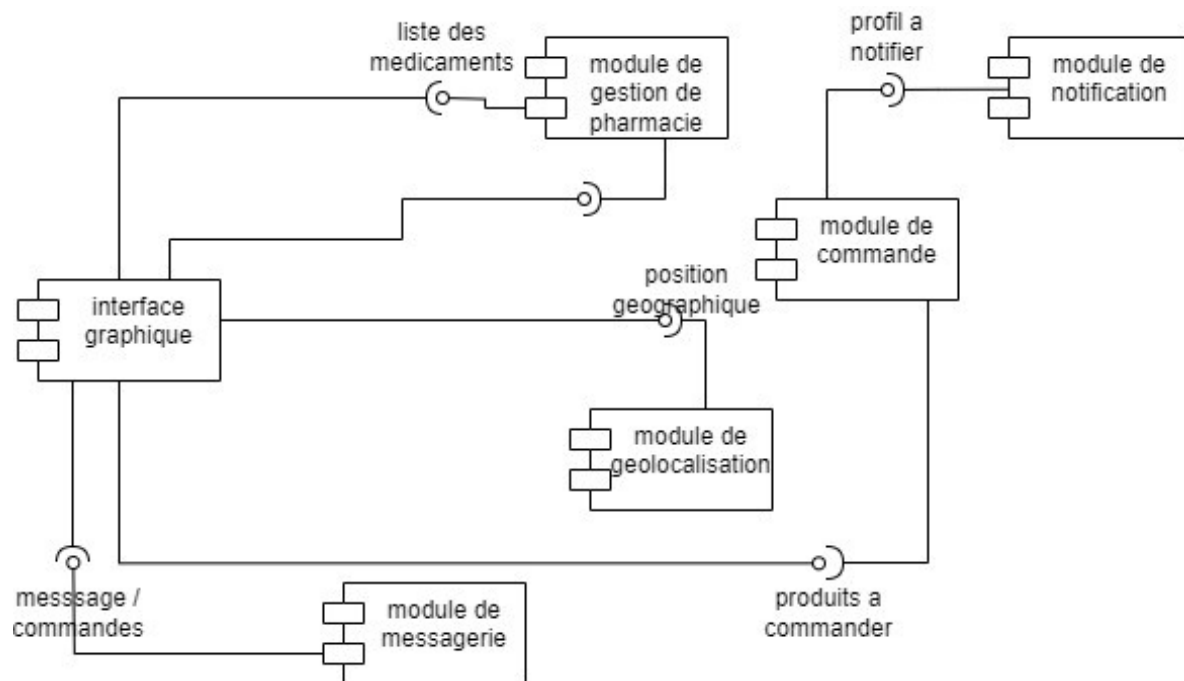 liste des
medicaments
module de
gestion de
pharmacie
profil a
notifier
module de
notification
module de
commande
position
geographique
interface
graphique
module de
geolocalisation
messsage /
commandes
module de
messagerie
produits a
commander